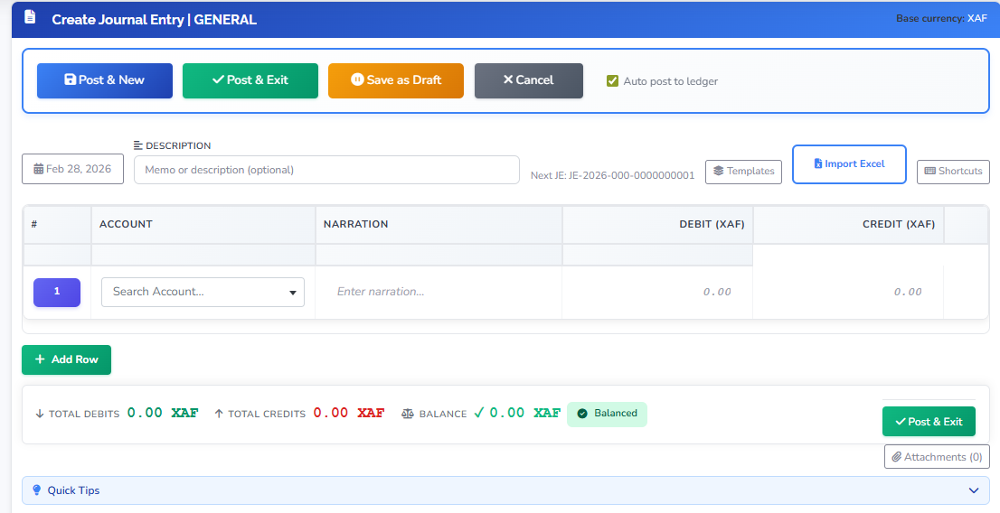 Create Journal Entry | GENERAL
Base currency: XAF
Post & New
Post & Exit
Save as Draft
Cancel
Auto post to ledger
DESCRIPTION
Feb 28, 2026
Memo or description (optional)
Next JE: JE-2026-000-0000000001
Templates
Import Excel
Shortcuts
# ACCOUNT NARRATION DEBIT (XAF) CREDIT (XAF)
1 Search Account... Enter narration... 0.00 0.00
+ Add Row
TOTAL DEBITS 0.00 XAF TOTAL CREDITS 0.00 XAF BALANCE ✓ 0.00 XAF Balanced
Post & Exit
Attachments (0)
Quick Tips